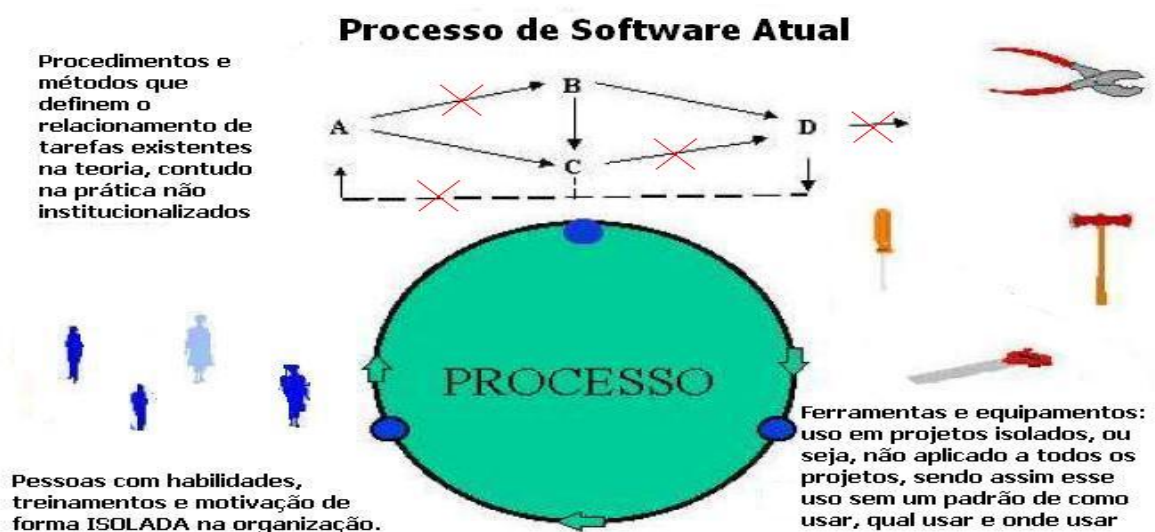 Processo de Software Atual
Procedimentos e
métodos que
definem o
relacionamento de
tarefas existentes
na teoria, contudo
na prática não
institucionalizados
A
B
C
D
PROCESSO
Pessoas com habilidades,
treinamentos e motivação de
forma ISOLADA na organização.
Ferramentas e equipamentos:
uso em projetos isolados, ou
seja, não aplicado a todos os
projetos, sendo assim esse
uso sem um padrão de como
usar, qual usar e onde usar